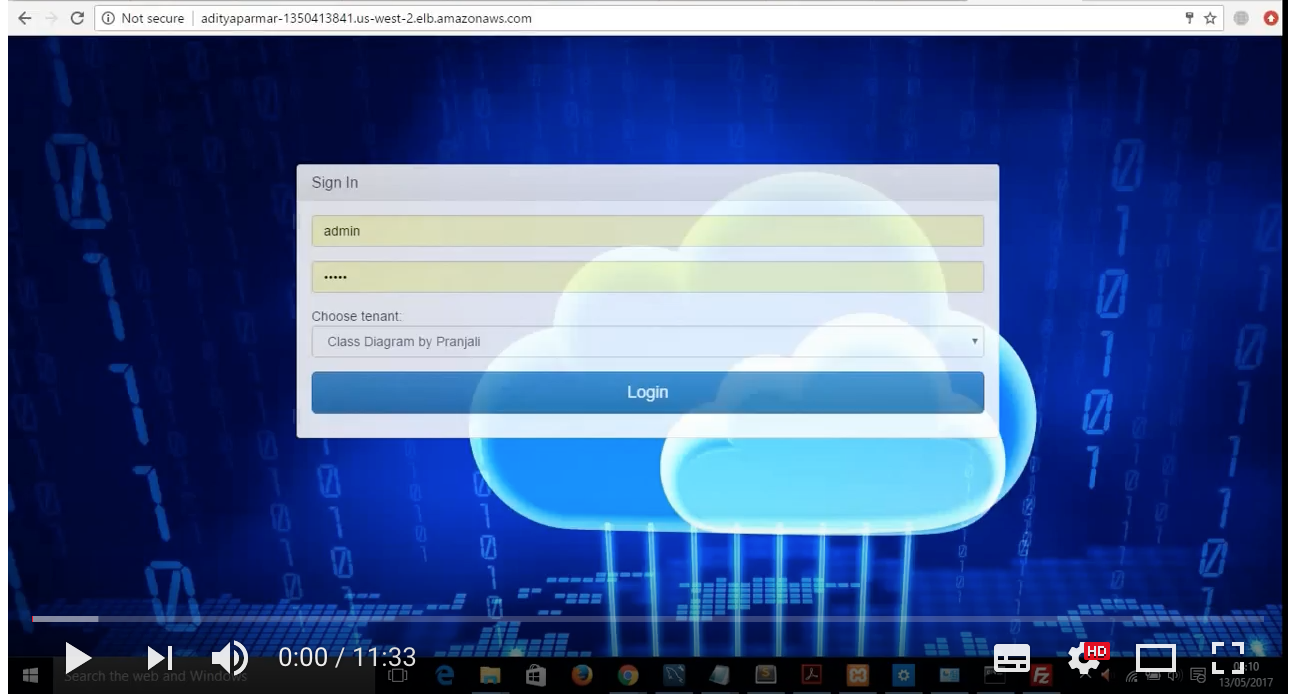 Not secure | adityaparmar-1350413841.us-west-2.elb.amazonaws.com
Sign In
admin
•••••
Choose tenant:
Class Diagram by Pranjali
Login
0:00 / 11:33
HD
Search the web and Windows
13/05/2017